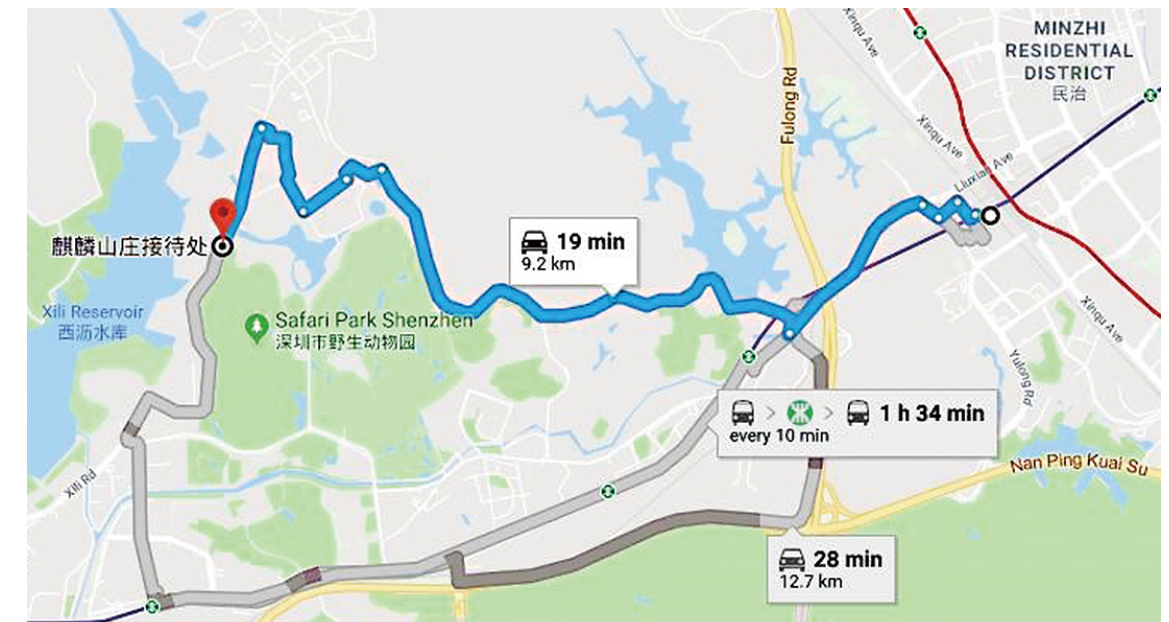 Xinqu Ave
MINZHI
RESIDENTIAL
DISTRICT
民治
Fulong Rd
Xinqu Ave
Liuxian Ave
19 min
9.2 km
麒麟山庄接待处
Xili Reservoir
西沥水库
Safari Park Shenzhen
深圳市野生动物园
Xinqu Ave
Yulong Rd
1 h 34 min
every 10 min
Nan Ping Kuai Su
Xili Rd
28 min
12.7 km